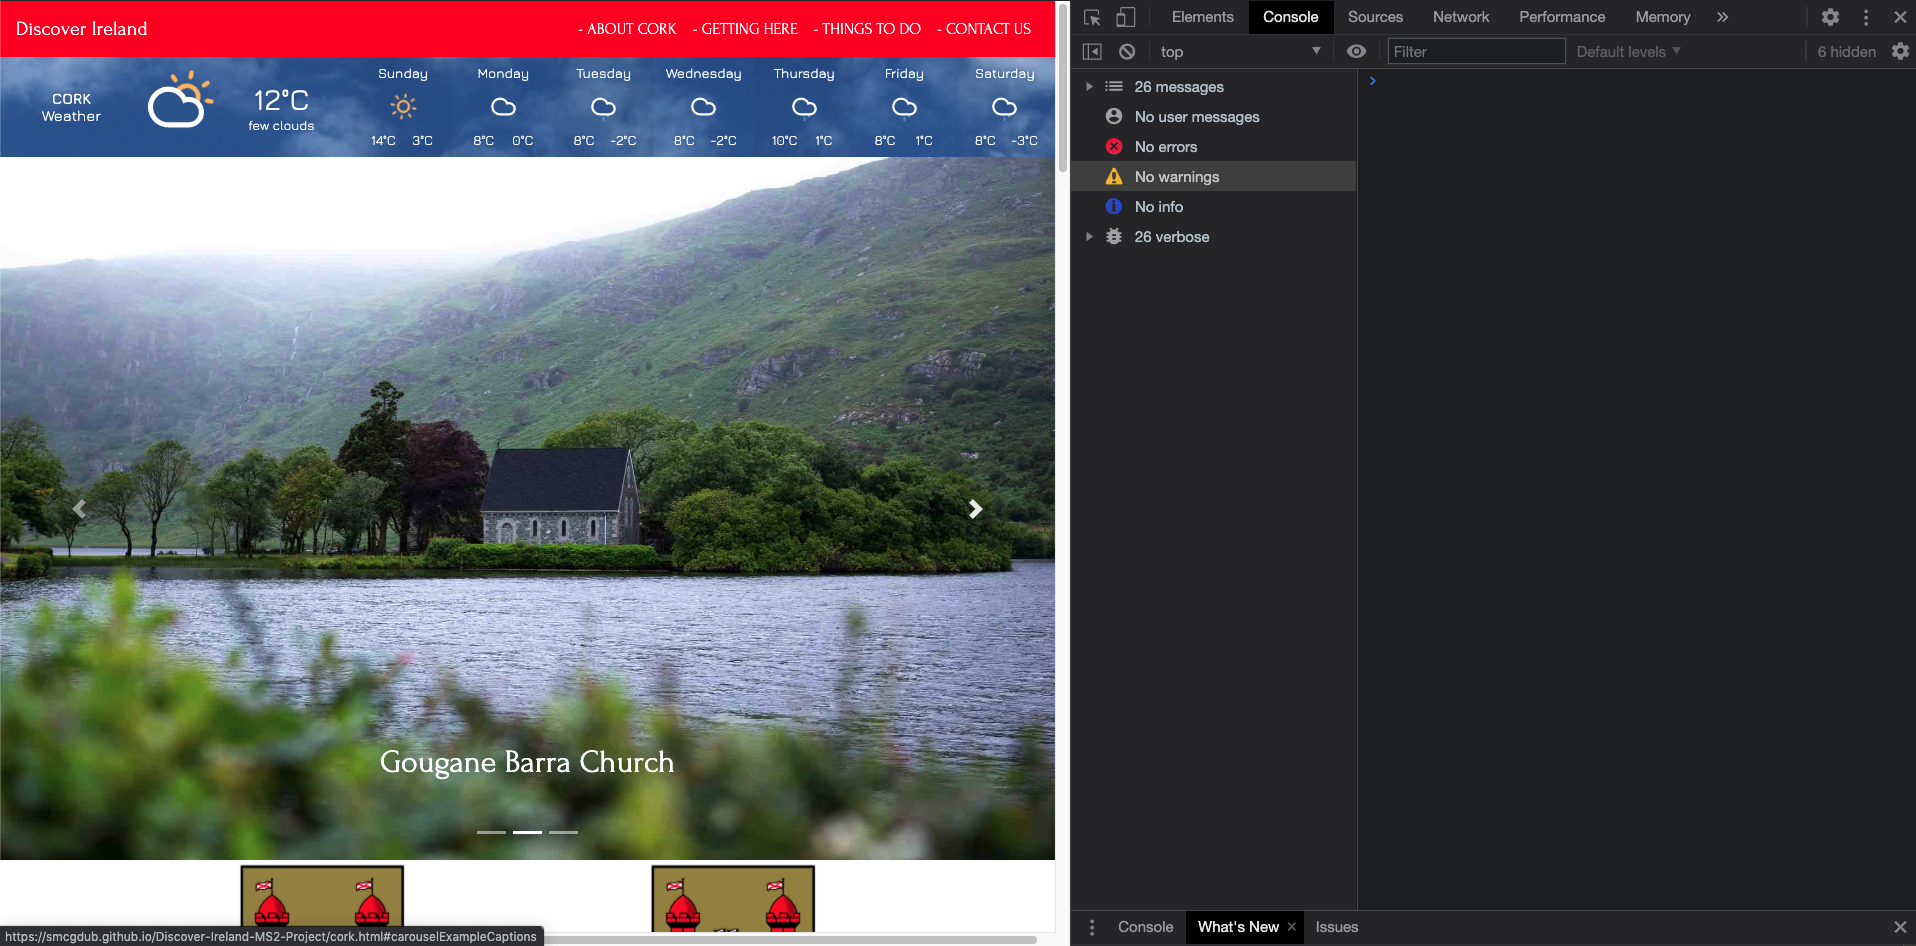 Discover Ireland
- ABOUT CORK - GETTING HERE - THINGS TO DO - CONTACT US
CORK
Weather
12°C
few clouds
Sunday Monday Tuesday Wednesday Thursday Friday Saturday
14°C 3°C 8°C 0°C 8°C -2°C 8°C -2°C 10°C 1°C 8°C 1°C 8°C -3°C
Gougane Barra Church
https://smcgdub.github.io/Discover-Ireland-MS2-Project/cork.html#carouselExampleCaptions
Elements Console Sources Network Performance Memory
top Filter Default levels 6 hidden
26 messages
No user messages
No errors
No warnings
No info
26 verbose
Console What's New Issues